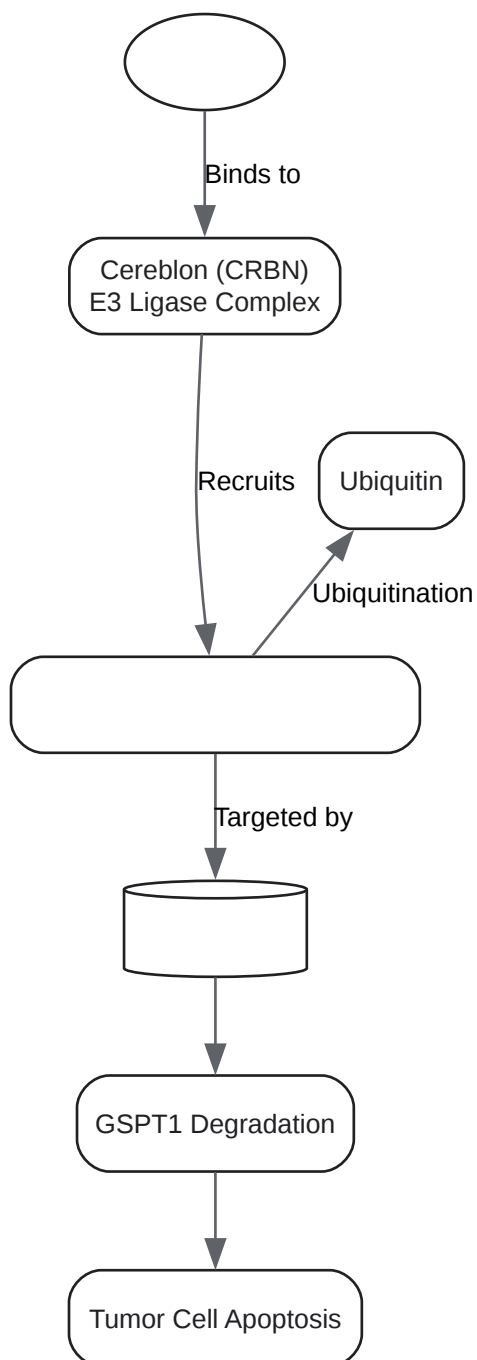 Binds to
Cereblon (CRBN)
E3 Ligase Complex
Recruits
Ubiquitin
Ubiquitination
Targeted by
GSPT1 Degradation
Tumor Cell Apoptosis